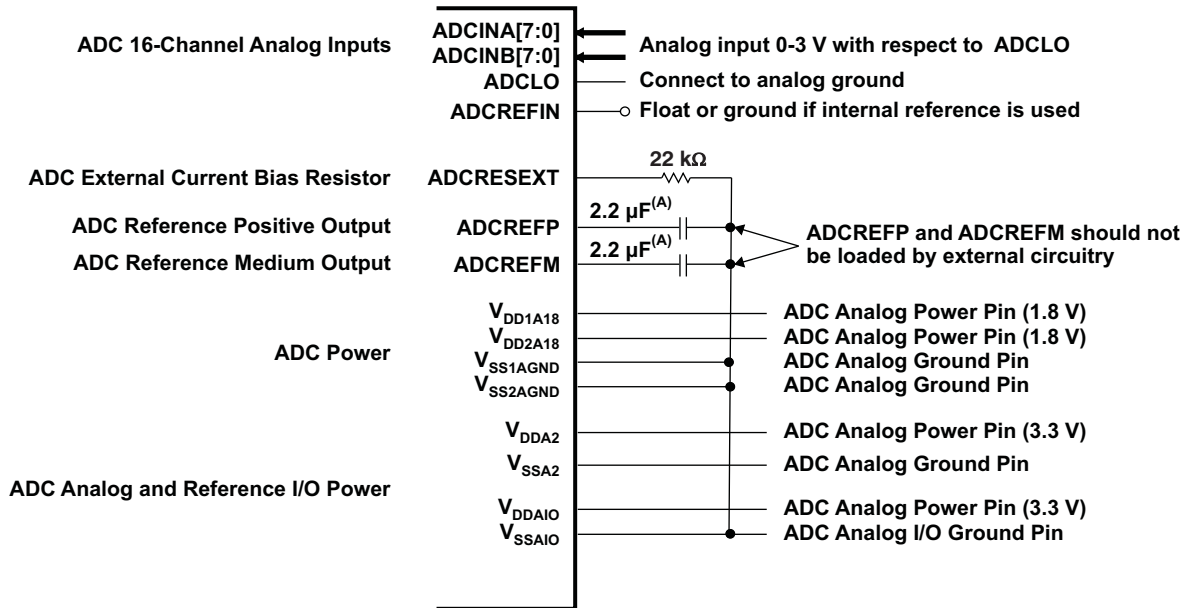 ADC 16-Channel Analog Inputs
ADCINA[7:0]
ADCINB[7:0]
Analog input 0-3 V with respect to ADCLO
ADCLO
Connect to analog ground
ADCREFIN
Float or ground if internal reference is used
22 kΩ
ADC External Current Bias Resistor
ADCRESEXT
2.2 µF(A)
ADC Reference Positive Output
ADCREFP
2.2 µF(A)
ADC Reference Medium Output
ADCREFM
ADCREFP and ADCREFM should not
be loaded by external circuitry
ADC Power
VDD1A18
ADC Analog Power Pin (1.8 V)
VDD2A18
ADC Analog Power Pin (1.8 V)
VSS1AGND
ADC Analog Ground Pin
VSS2AGND
ADC Analog Ground Pin
ADC Analog and Reference I/O Power
VDDA2
ADC Analog Power Pin (3.3 V)
VSSA2
ADC Analog Ground Pin
VDDAIO
ADC Analog Power Pin (3.3 V)
VSSAIO
ADC Analog I/O Ground Pin